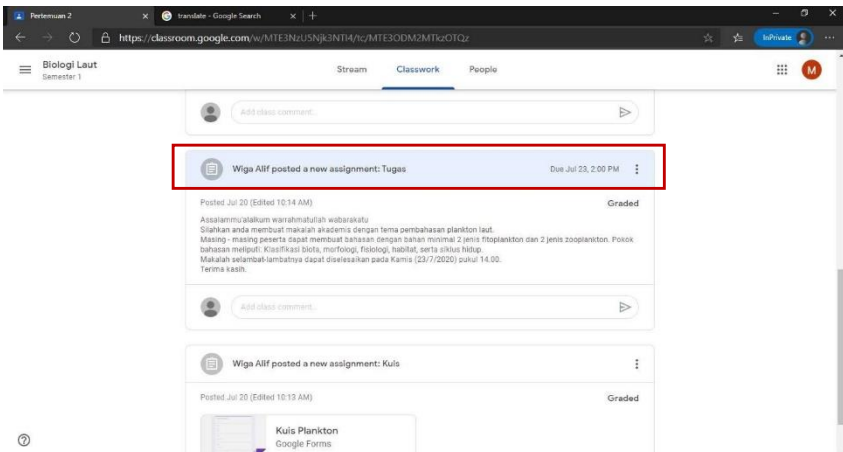 Pertemuan 2
translate - Google Search
https://classroom.google.com/w/MTE3NzU5Njk3NTI4/tc/MTE3ODM2MTkzOTQz
InPrivate
Biologi Laut
Semester 1
Stream Classwork People
M
Add class comment...
Wiga Alif posted a new assignment: Tugas Due Jul 23, 2:00 PM
Posted Jul 20 (Edited 10:14 AM) Graded
Assalammu'alaikum warrahmatullah wabarakatu
Silahkan anda membuat makalah akademis dengan tema pembahasan plankton laut.
Masing - masing peserta dapat membuat bahasan dengan bahan minimal 2 jenis fitoplankton dan 2 jenis zooplankton. Pokok
bahasan meliputi: Klasifikasi biota, morfologi, fisiologi, habitat, serta siklus hidup.
Makalah selambat-lambatnya dapat diselesaikan pada Kamis (23/7/2020) pukul 14.00.
Terima kasih.
Add class comment...
Wiga Alif posted a new assignment: Kuis
Posted Jul 20 (Edited 10:13 AM) Graded
Kuis Plankton
Google Forms